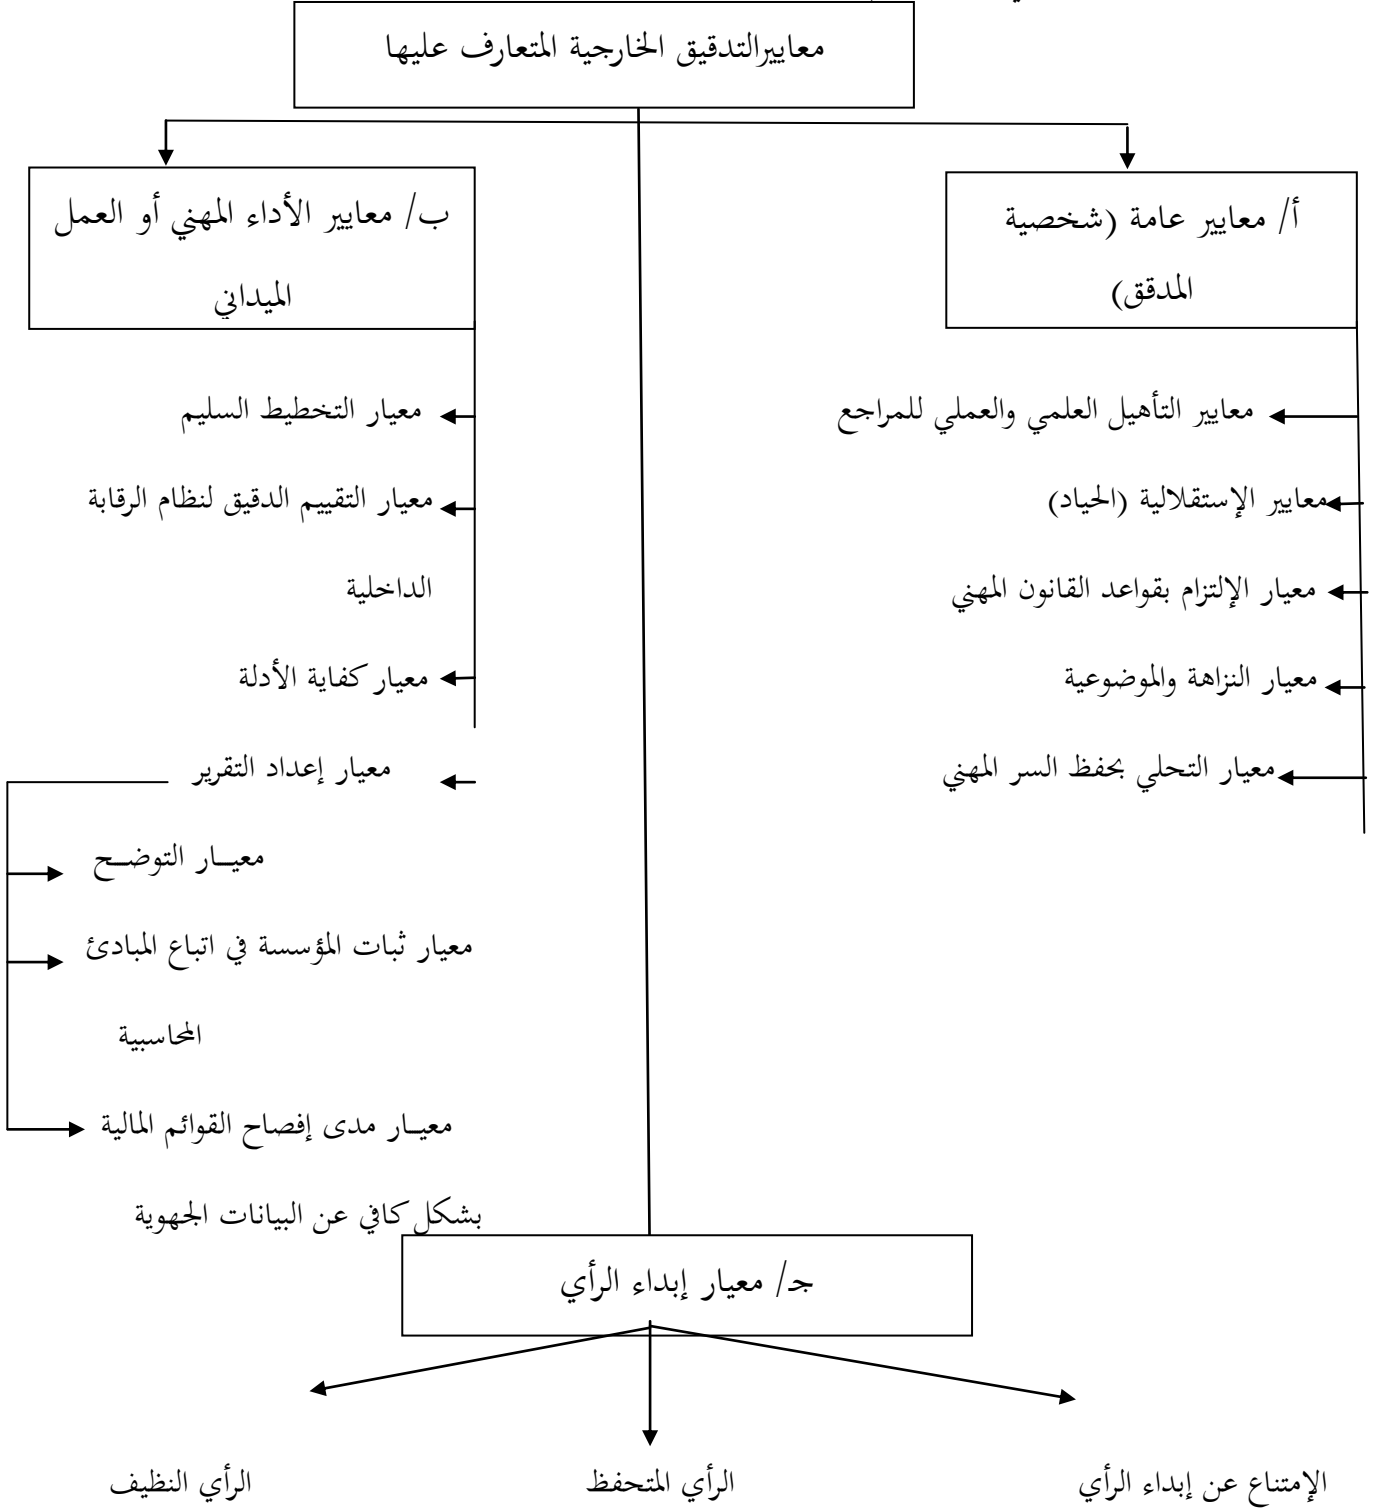 معاييرالتدقيق الخارجية المتعارف عليها
أ/ معايير عامة (شخصية
المدقق)
معايير التأهيل العلمي والعملي للمراجع
معايير الإستقلالية (الحياد)
معيار الإلتزام بقواعد القانون المهني
معيار النزاهة والموضوعية
معيار التحلي بحفظ السر المهني
ب/ معايير الأداء المهني أو العمل
الميداني
معيار التخطيط السليم
معيار التقييم الدقيق لنظام الرقابة
الداخلية
معيار كفاية الأدلة
معيار إعداد التقرير
معيــار التوضــح
معيار ثبات المؤسسة في اتباع المبادئ
المحاسبية
معيــار مدى إفصاح القوائم المالية
بشكل كافي عن البيانات الجهوية
جـ/ معيار إبداء الرأي
الإمتناع عن إبداء الرأي
الرأي المتحفظ
الرأي النظيف